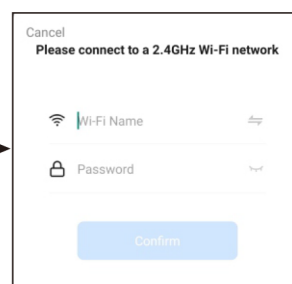 Cancel
Please connect to a 2.4GHz Wi-Fi network
Wi-Fi Name
Password
Confirm